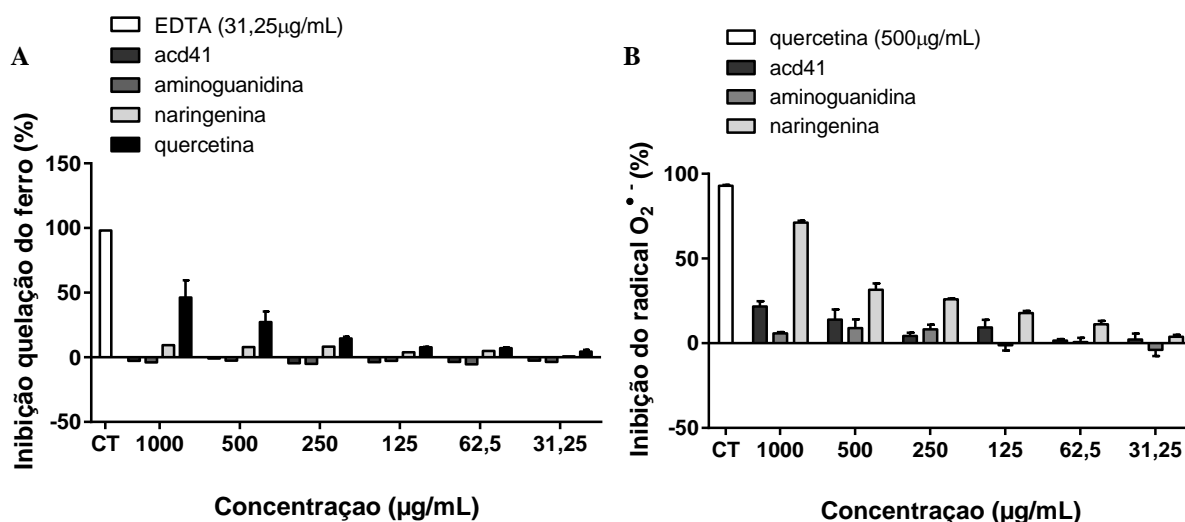 A
EDTA (31,25µg/mL)
acd41
aminoguanidina
naringenina
quercetina
Inibição quelação do ferro (%)
150
100
50
0
-50
CT 1000 500 250 125 62,5 31,25
Concentraçao (µg/mL)
B
quercetina (500µg/mL)
acd41
aminoguanidina
naringenina
Inibição do radical O₂•⁻ (%)
100
50
0
-50
CT 1000 500 250 125 62,5 31,25
Concentraçao (µg/mL)